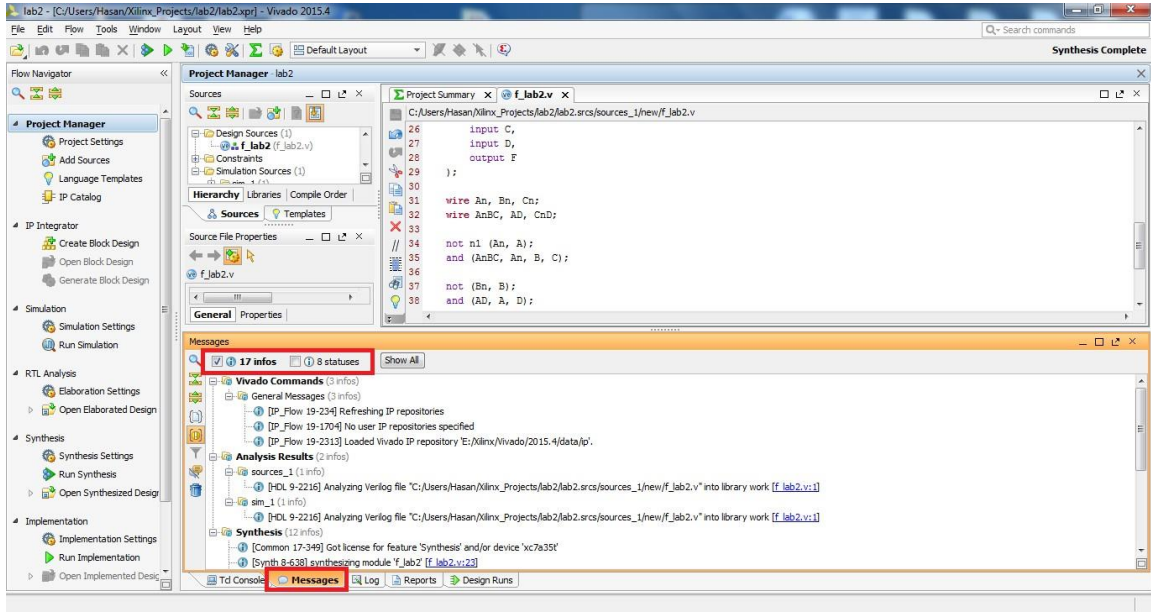 lab2 - [C:/Users/Hasan/Xilinx_Projects/lab2/lab2.xpr] - Vivado 2015.4
File Edit Flow Tools Window Layout View Help
Search commands
Default Layout
Synthesis Complete
Flow Navigator
Project Manager
Project Settings
Add Sources
Language Templates
IP Catalog
IP Integrator
Create Block Design
Open Block Design
Generate Block Design
Simulation
Simulation Settings
Run Simulation
RTL Analysis
Elaboration Settings
Open Elaborated Design
Synthesis
Synthesis Settings
Run Synthesis
Open Synthesized Desigr
Implementation
Implementation Settings
Run Implementation
Open Implemented Desig
Project Manager - lab2
Sources
Design Sources (1)
f_lab2 (f_lab2.v)
Constraints
Simulation Sources (1)
sim_1 (1)
Hierarchy Libraries Compile Order
Sources Templates
Source File Properties
f_lab2.v
General Properties
Project Summary f_lab2.v
C:/Users/Hasan/Xilinx_Projects/lab2/lab2.srcs/sources_1/new/f_lab2.v
26 input C,
27 input D,
28 output F
29 );
30
31 wire An, Bn, Cn;
32 wire AnBC, AD, CnD;
33
34 not n1 (An, A);
35 and (AnBC, An, B, C);
36
37 not (Bn, B);
38 and (AD, A, D);
Messages
17 infos 8 statuses Show All
Vivado Commands (3 infos)
General Messages (3 infos)
[IP_Flow 19-234] Refreshing IP repositories
[IP_Flow 19-1704] No user IP repositories specified
[IP_Flow 19-2313] Loaded Vivado IP repository 'E:/Xilinx/Vivado/2015.4/data/ip'.
Analysis Results (2 infos)
sources_1 (1 info)
[HDL 9-2216] Analyzing Verilog file "C:/Users/Hasan/Xilinx_Projects/lab2/lab2.srcs/sources_1/new/f_lab2.v" into library work [f_lab2.v:1]
sim_1 (1 info)
[HDL 9-2216] Analyzing Verilog file "C:/Users/Hasan/Xilinx_Projects/lab2/lab2.srcs/sources_1/new/f_lab2.v" into library work [f_lab2.v:1]
Synthesis (12 infos)
[Common 17-349] Got license for feature 'Synthesis' and/or device 'xc7a35t'
[Synth 8-638] synthesizing module 'f_lab2' [f_lab2.v:23]
Tcl Console Messages Log Reports Design Runs